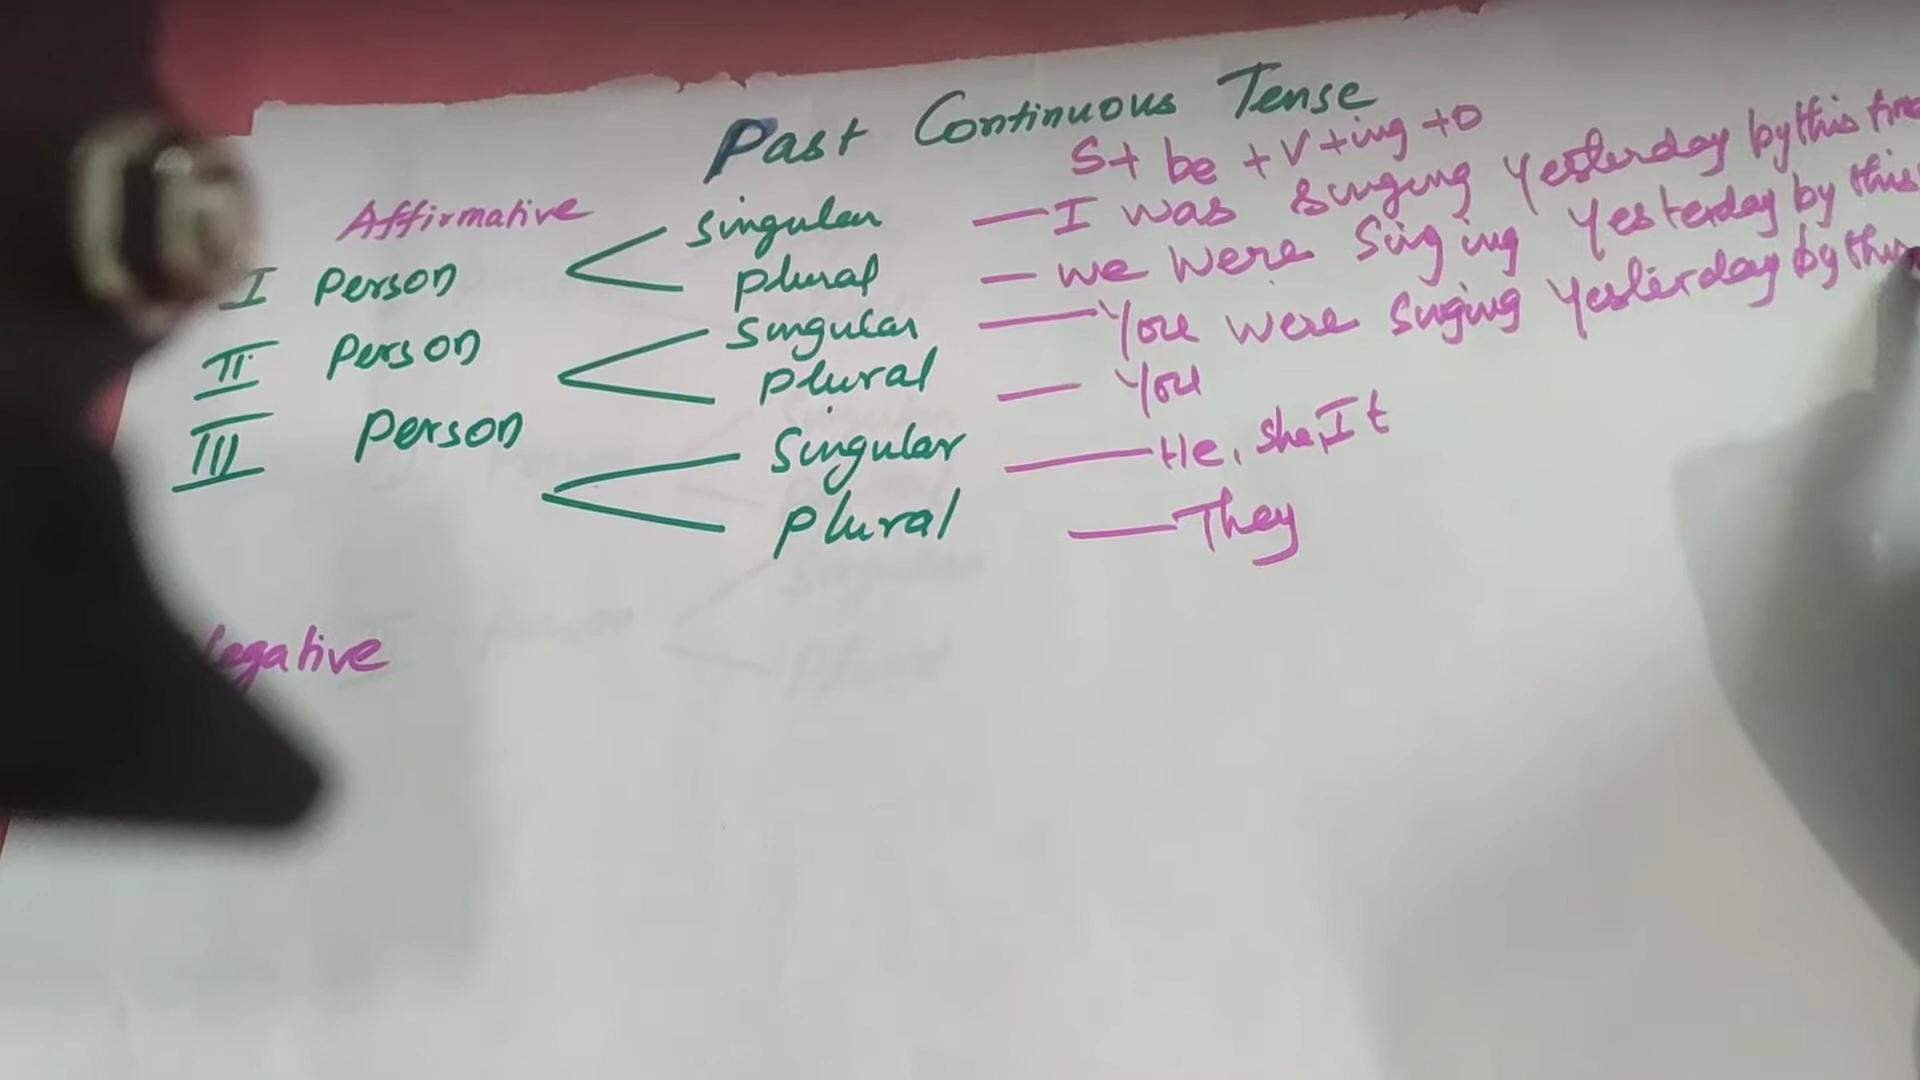 Past Continuous Tense
S+ be +V+ing +O
Affirmative
I Person
singular — I was singing yesterday by this time
plural — we were singing yesterday by this
II Person
singular — You were singing yesterday by this
plural — You
III Person
Singular — He, she, It
plural — They
egative